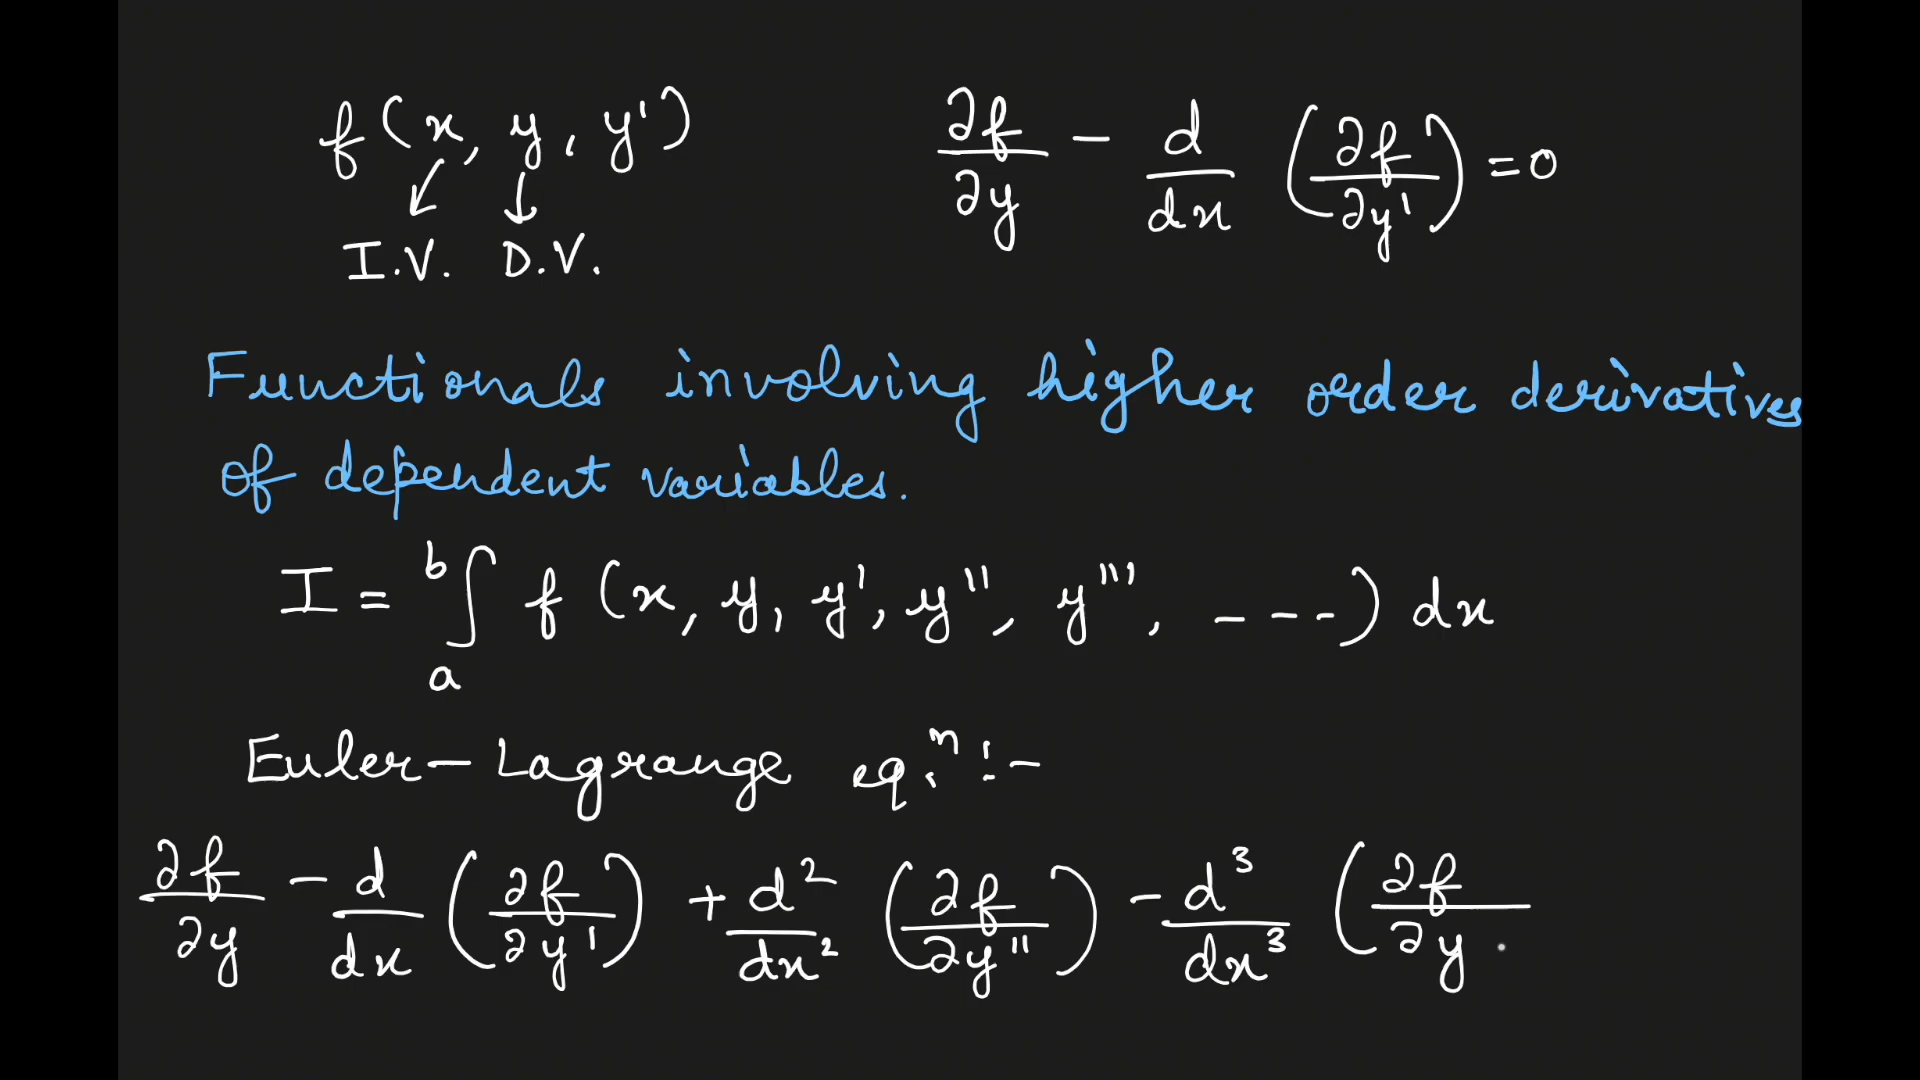 f(x, y, y')    ∂f/∂y - d/dx (∂f/∂y') = 0
I.V.  D.V.
Functionals involving higher order derivatives
of dependent variables.
I = ∫_a^b f(x, y, y', y'', y''', ----) dx
Euler-Lagrange eq.ⁿ :-
∂f/∂y - d/dx (∂f/∂y') + d²/dx² (∂f/∂y'') - d³/dx³ (∂f/∂y